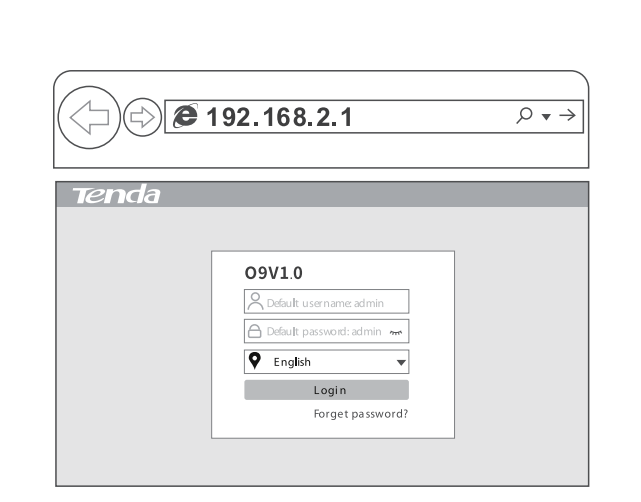 192.168.2.1
Tenda
O9V1.0
Default username: admin
Default password: admin
English
Login
Forget password?